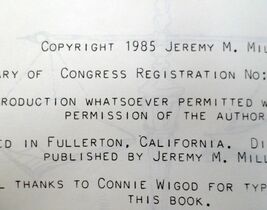 COPYRIGHT 1985 JEREMY M. MIL
ARY OF CONGRESS REGISTRATION NO:
RODUCTION WHATSOEVER PERMITTED W
PERMISSION OF THE AUTHOR
ED IN FULLERTON, CALIFORNIA. DI
PUBLISHED BY JEREMY M. MILL
L THANKS TO CONNIE WIGOD FOR TYP
THIS BOOK.